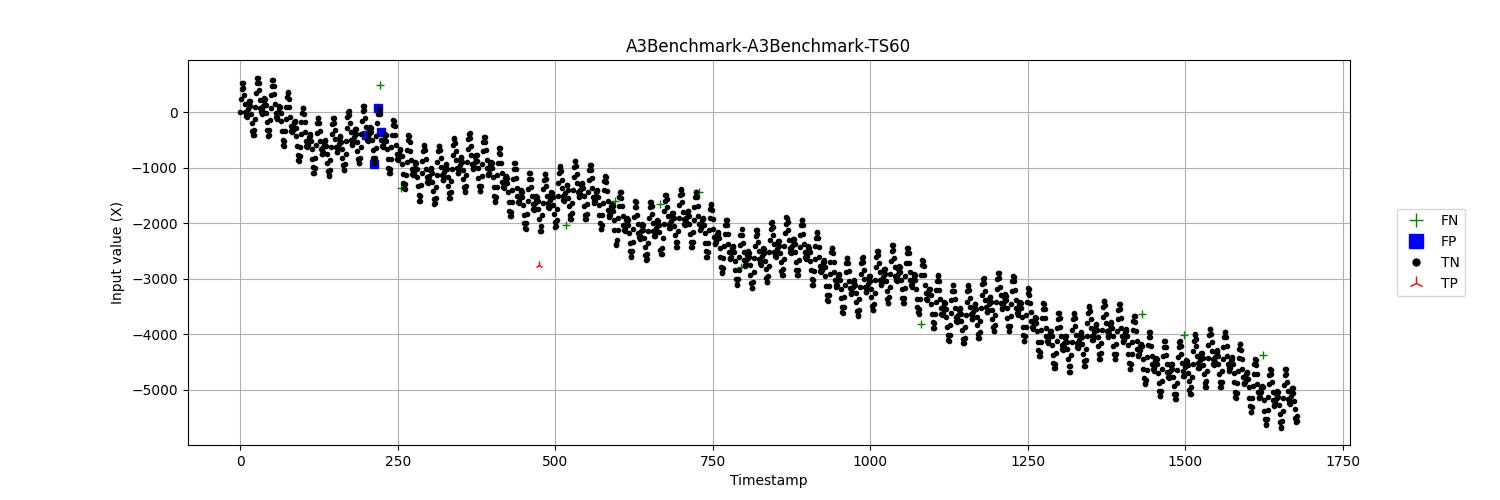 A3Benchmark-A3Benchmark-TS60
Input value (X)
0
−1000
−2000
−3000
−4000
−5000
0
250
500
750
1000
1250
1500
1750
Timestamp
FN
FP
TN
TP